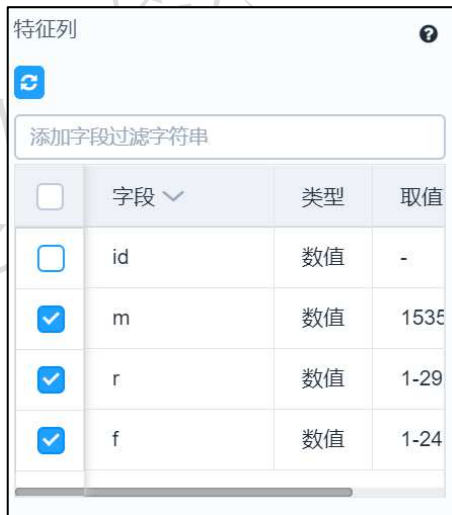 特征列
添加字段过滤字符串
字段 类型 取值
id 数值 -
m 数值 1535
r 数值 1-29
f 数值 1-24